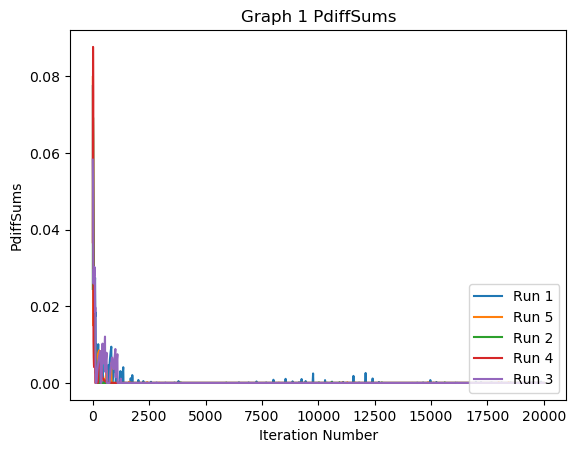 Graph 1 PdiffSums
PdiffSums
0.08
0.06
0.04
0.02
0.00
Run 1
Run 5
Run 2
Run 4
Run 3
0 2500 5000 7500 10000 12500 15000 17500 20000
Iteration Number